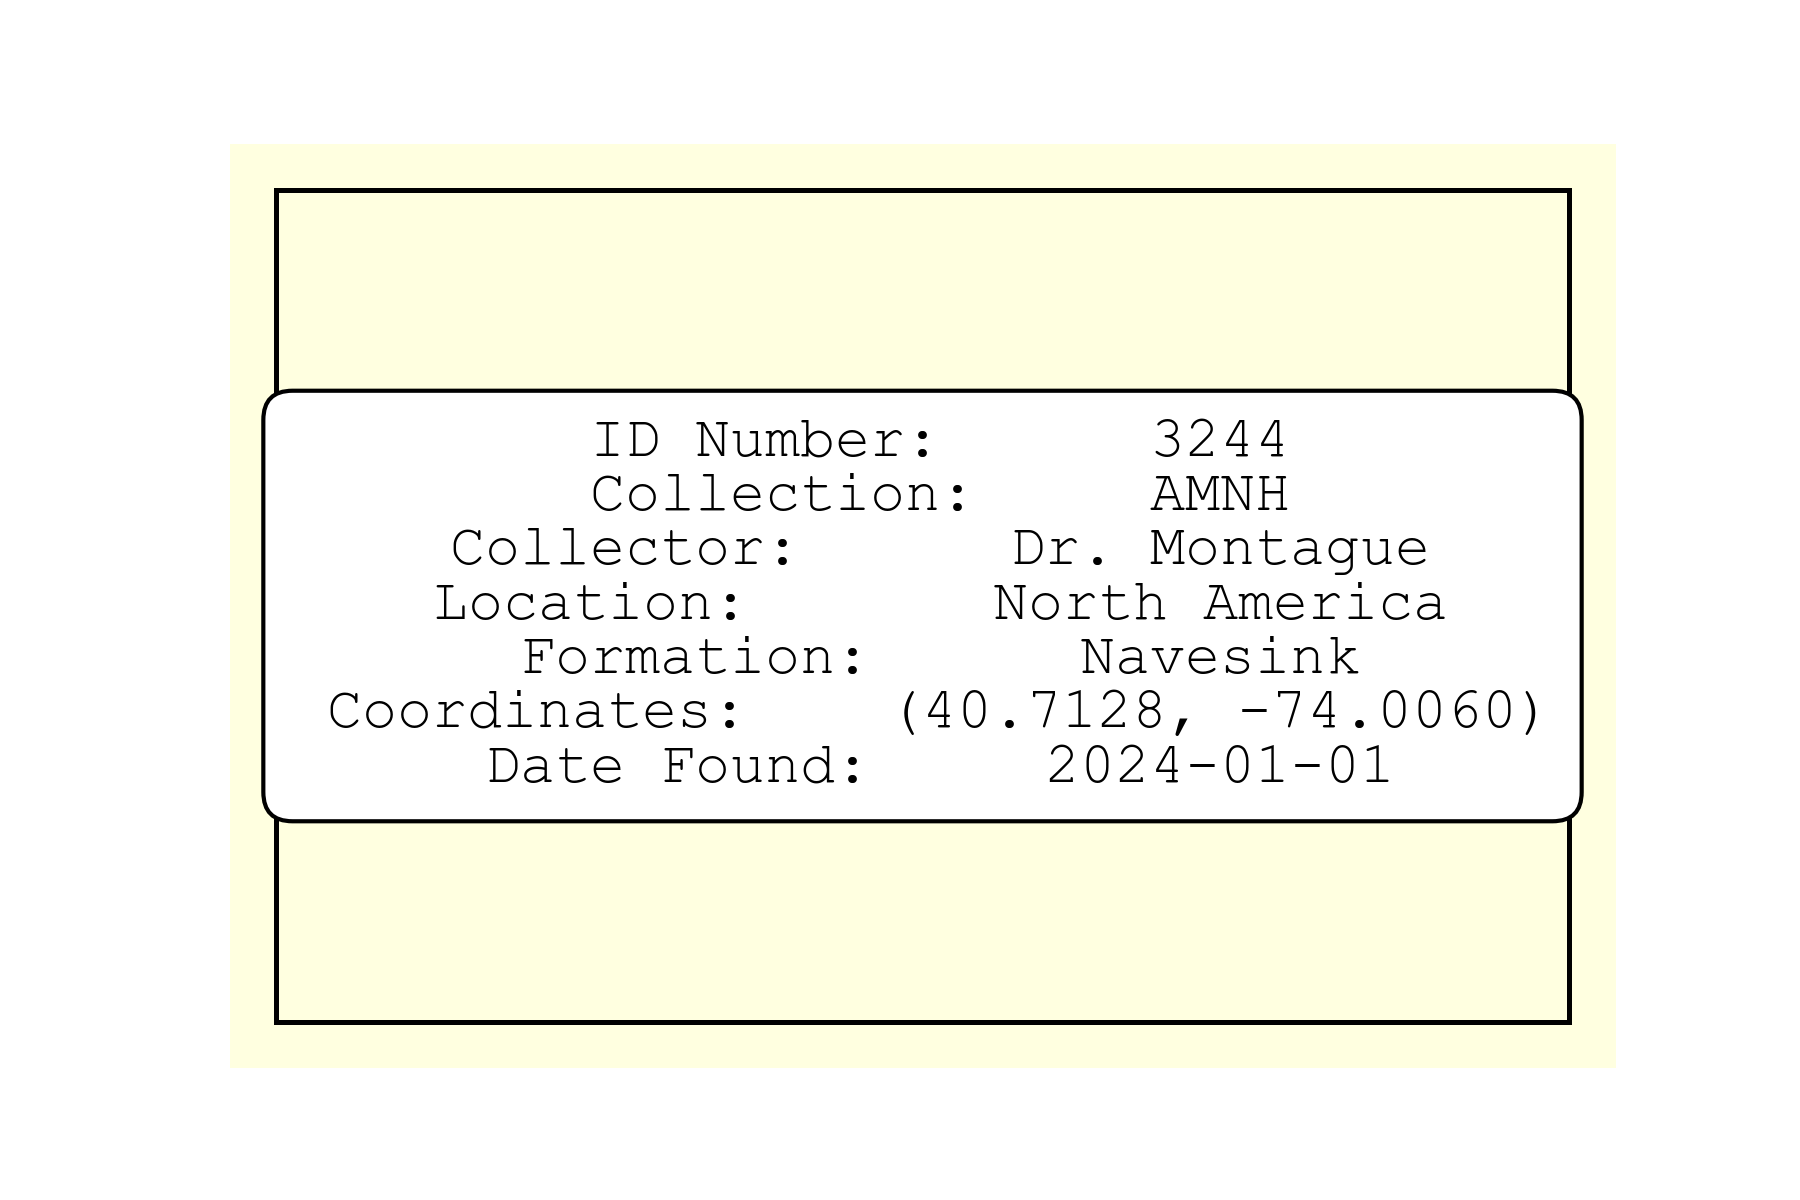 ID Number: 3244
Collection: AMNH
Collector: Dr. Montague
Location: North America
Formation: Navesink
Coordinates: (40.7128, -74.0060)
Date Found: 2024-01-01